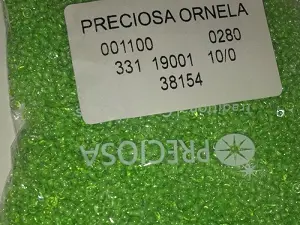 PRECIOSA ORNELA
001100 0280
331 19001 10/0
38154
PRECIOSA